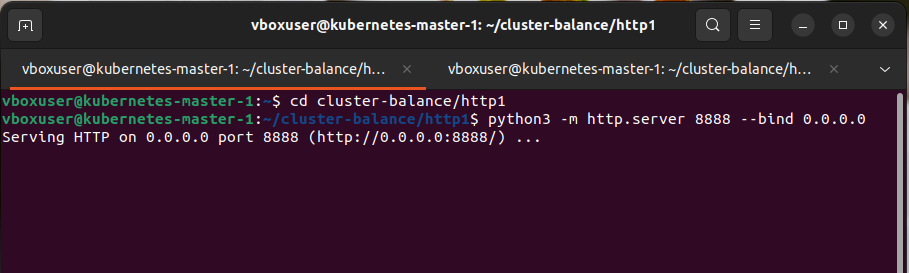 vboxuser@kubernetes-master-1: ~/cluster-balance/http1
vboxuser@kubernetes-master-1: ~/cluster-balance/h...
vboxuser@kubernetes-master-1: ~/cluster-balance/h...
vboxuser@kubernetes-master-1:~$ cd cluster-balance/http1
vboxuser@kubernetes-master-1:~/cluster-balance/http1$ python3 -m http.server 8888 --bind 0.0.0.0
Serving HTTP on 0.0.0.0 port 8888 (http://0.0.0.0:8888/) ...